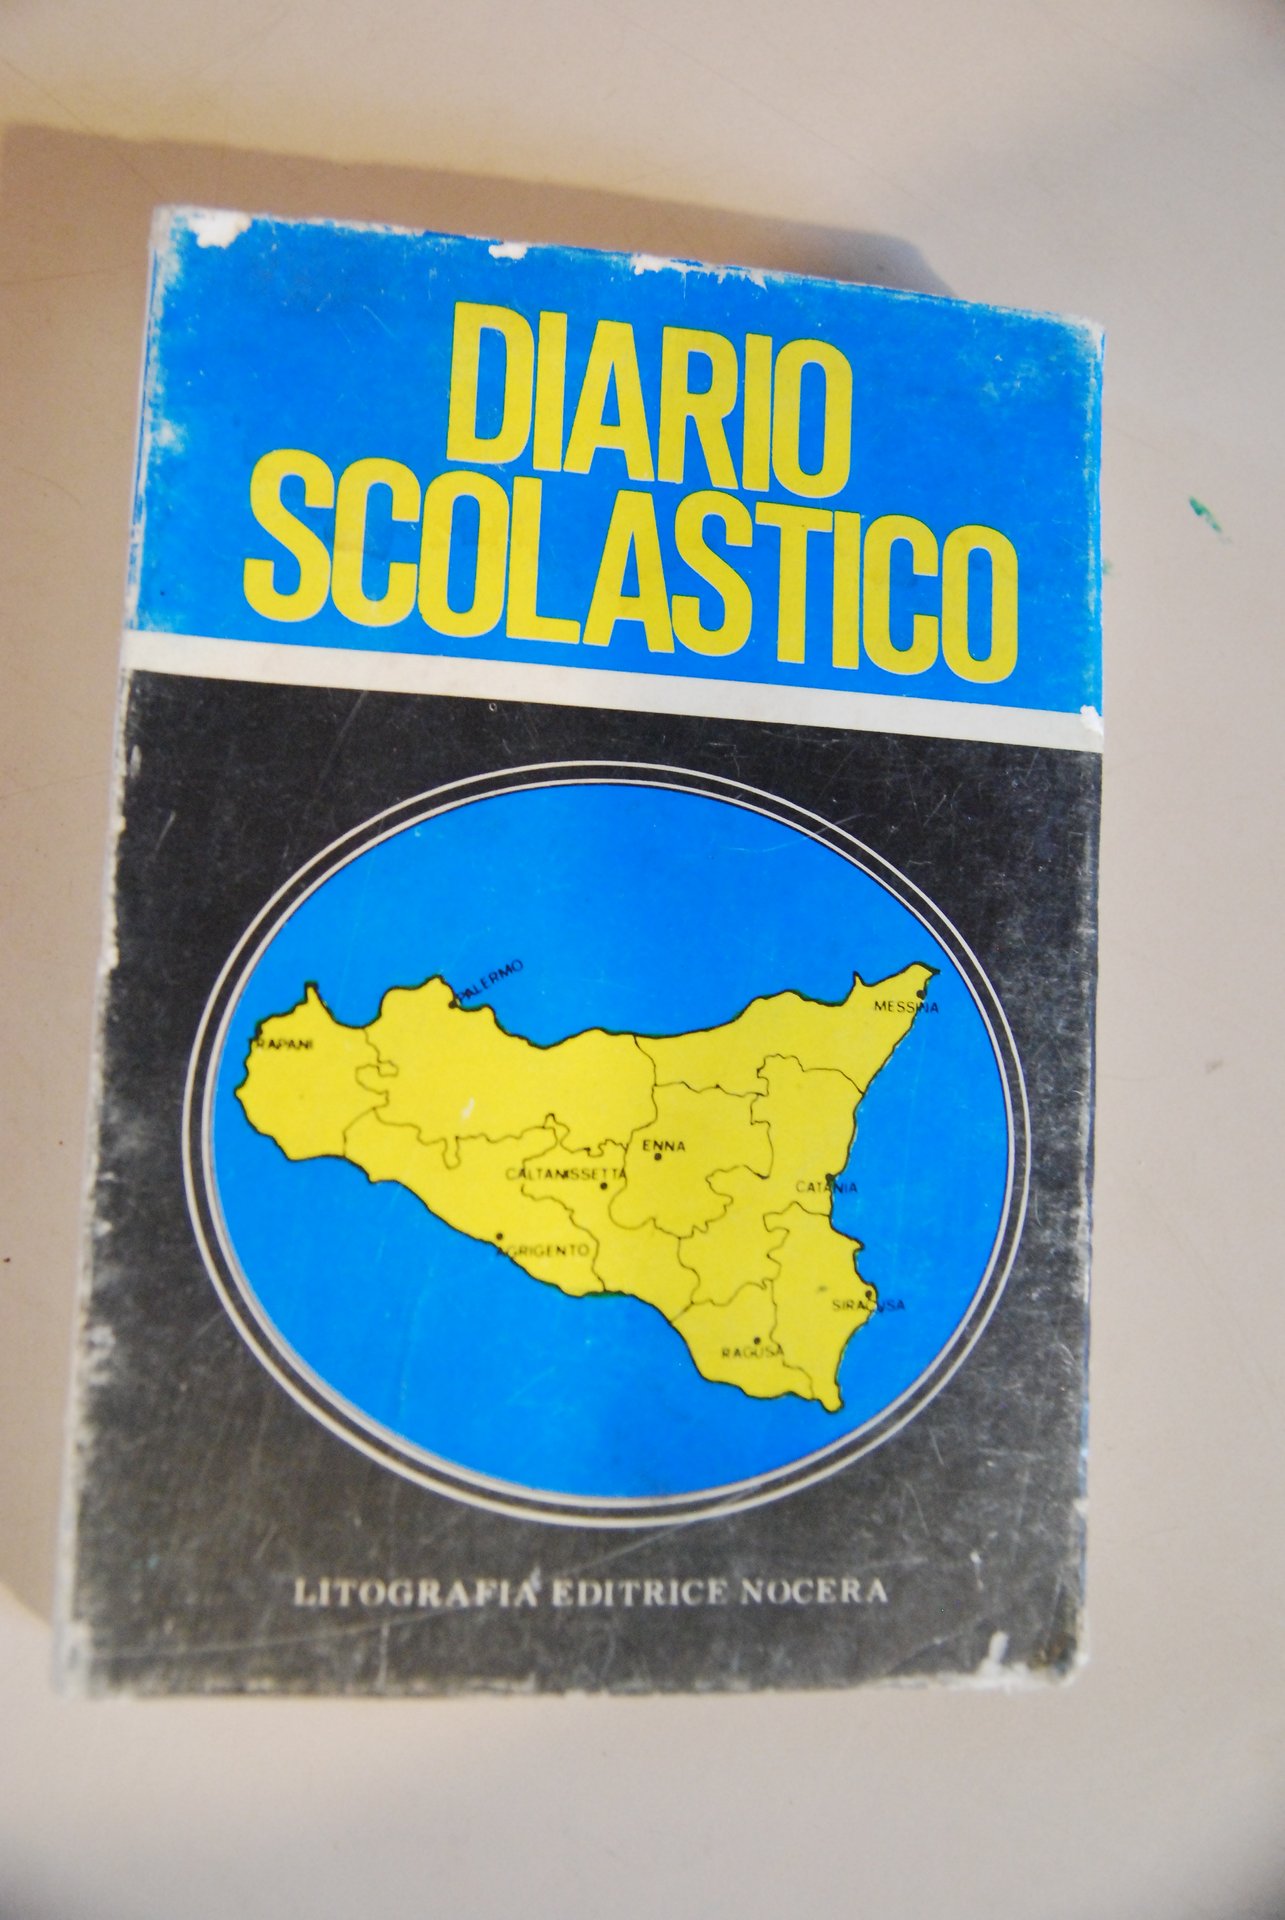 DIARIO
SCOLASTICO
PALERMO
MESSINA
RAPANI
ENNA
CALTANISSETTA
CATANIA
AGRIGENTO
SIRACUSA
RAGUSA
LITOGRAFIA EDITRICE NOCERA